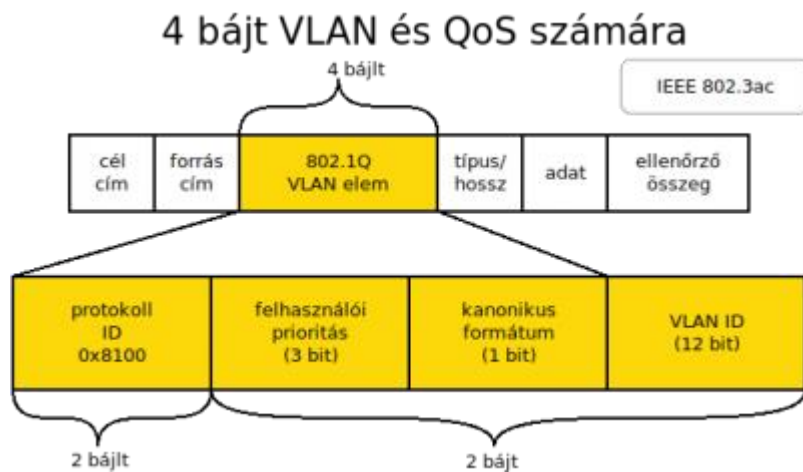 4 bájt VLAN és QoS számára
4 bájlt
IEEE 802.3ac
cél
cím
forrás
cím
802.1Q
VLAN elem
típus/
hossz
adat
ellenőrző
összeg
protokoll
ID
0x8100
felhasználói
prioritás
(3 bit)
kanonikus
formátum
(1 bit)
VLAN ID
(12 bit)
2 bájlt
2 bájt